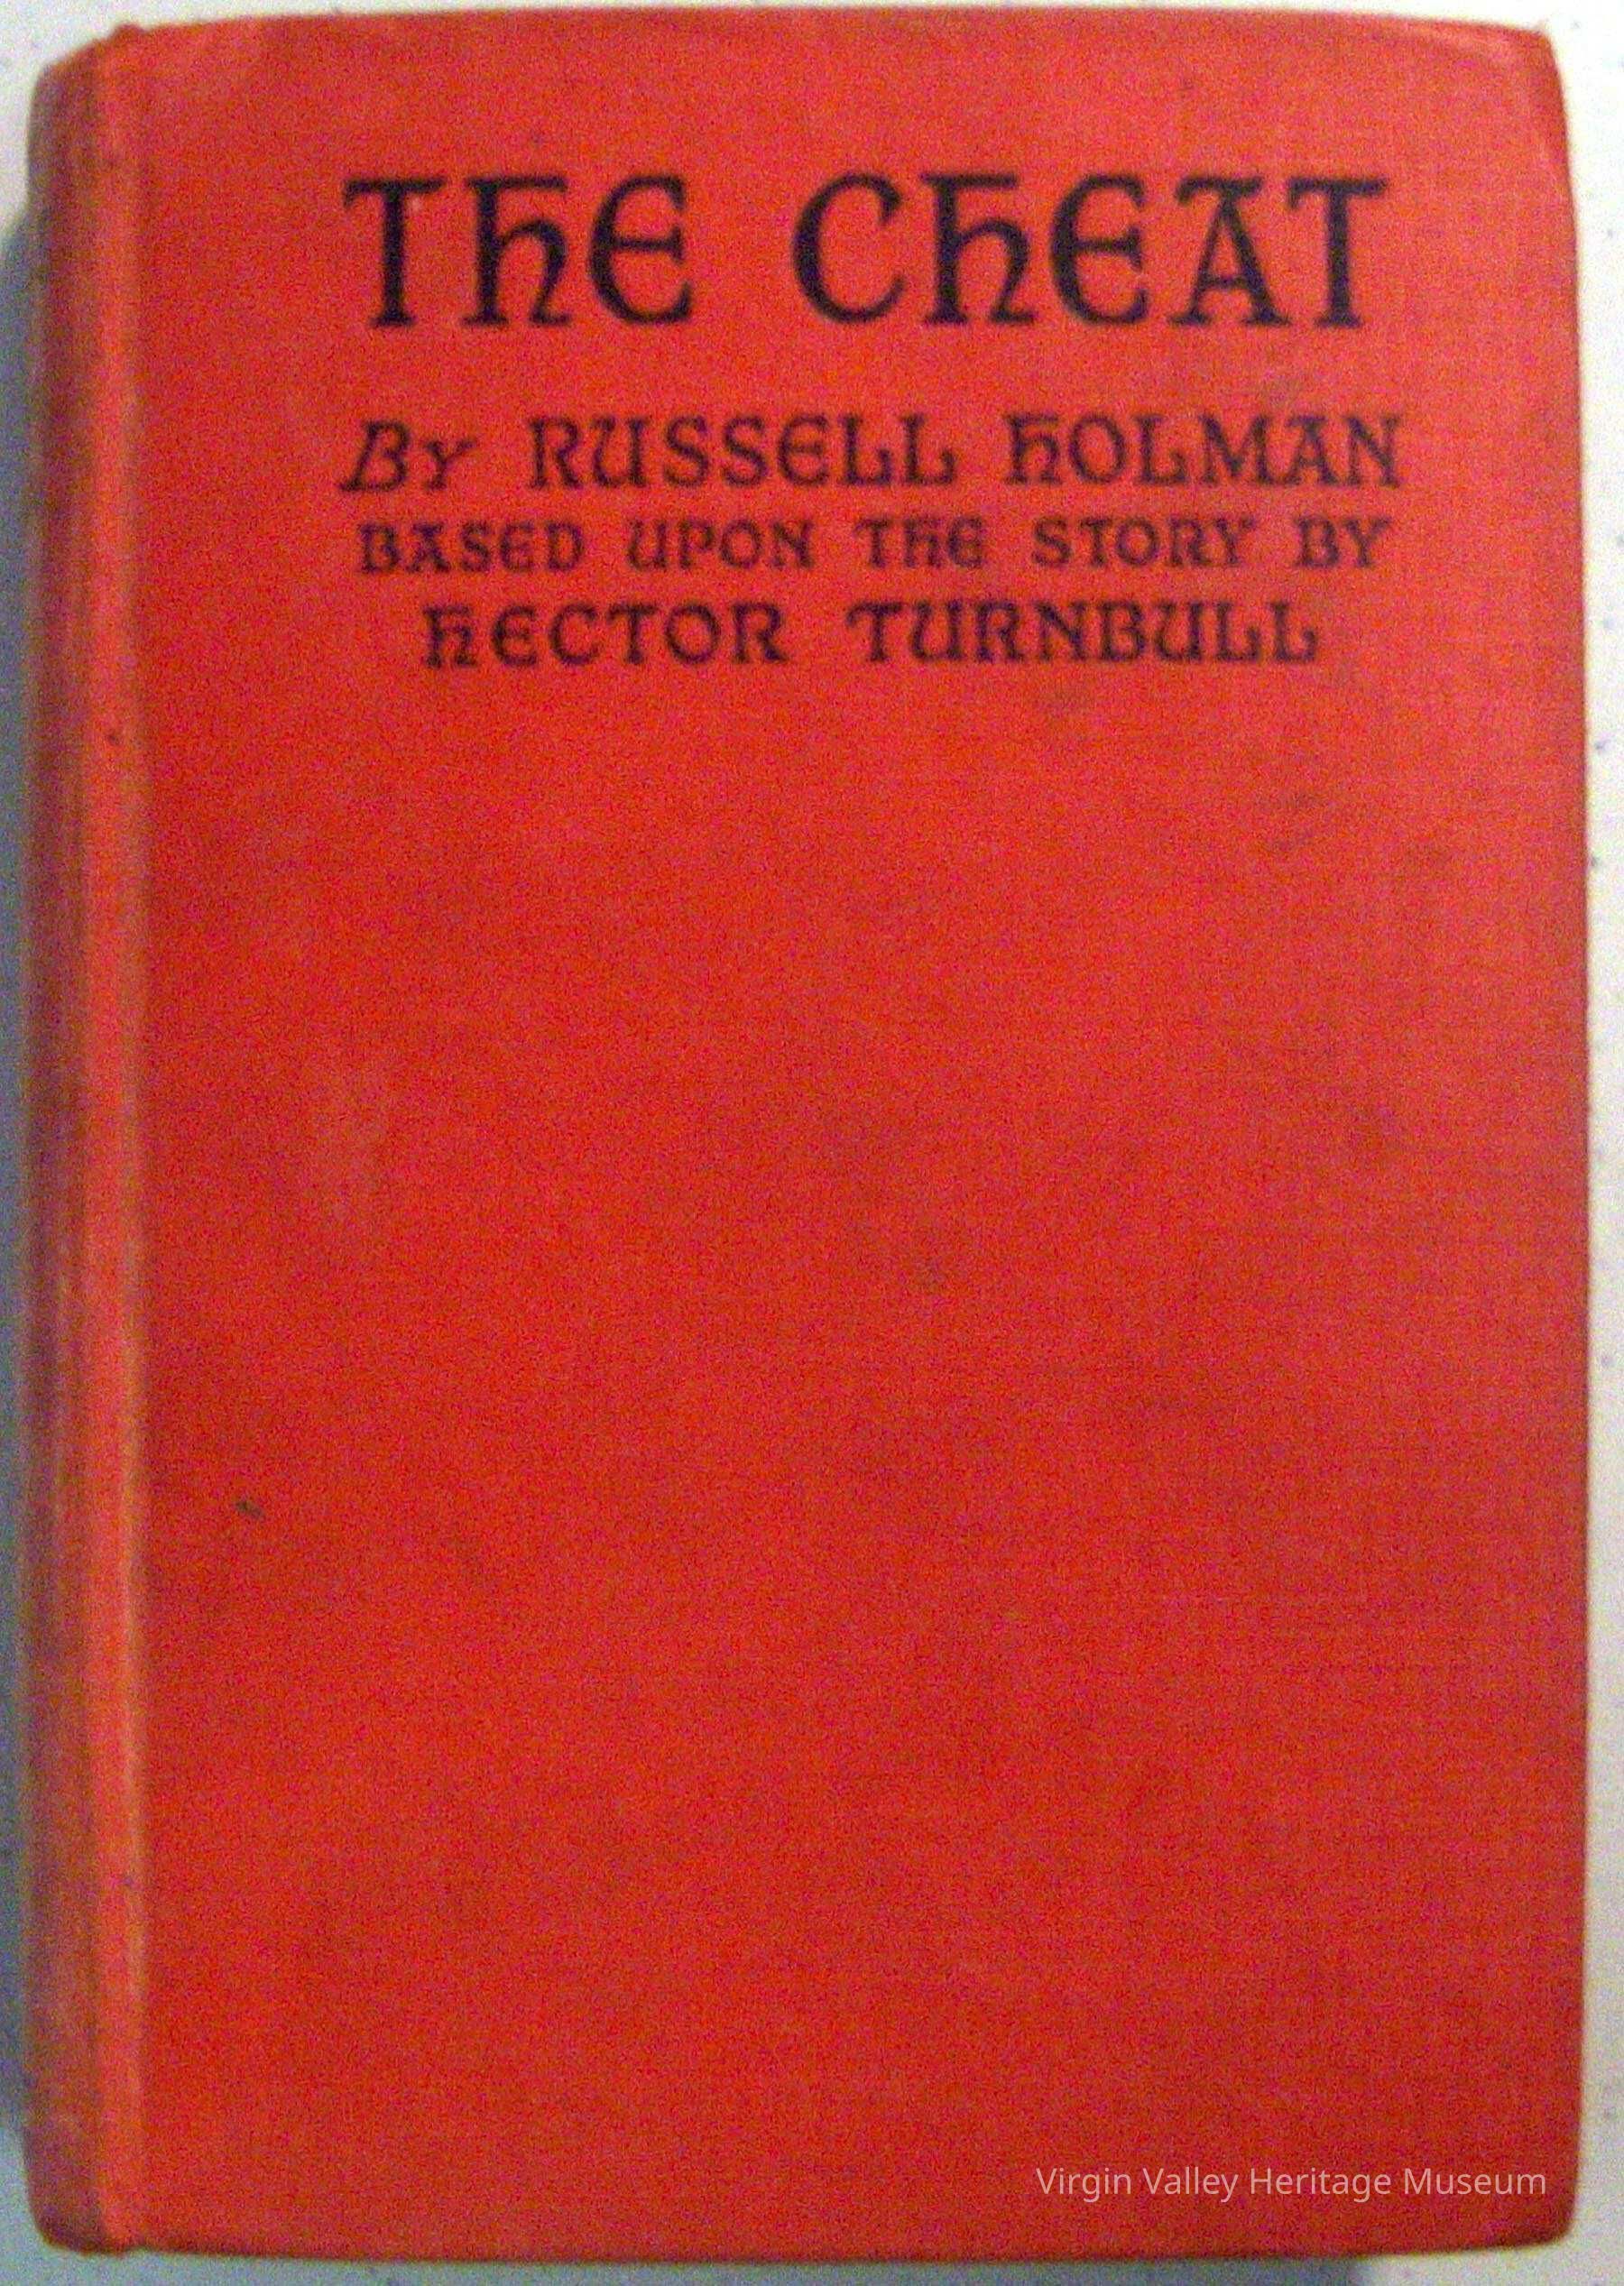 THE CHEAT
By RUSSELL HOLMAN
BASED UPON THE STORY BY
HECTOR TURNBULL
Virgin Valley Heritage Museum